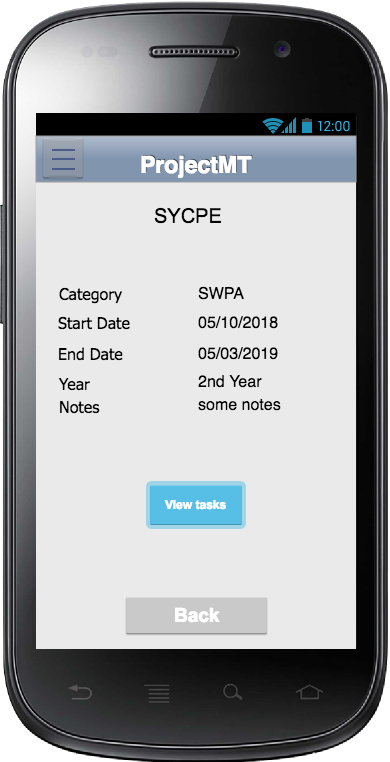 12:00
ProjectMT
SYCPE
Category SWPA
Start Date 05/10/2018
End Date 05/03/2019
Year 2nd Year
Notes some notes
View tasks
Back